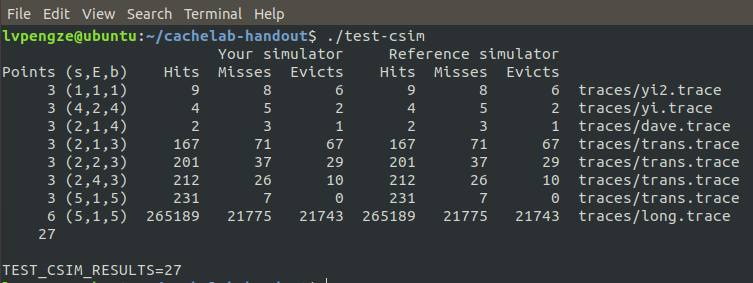 File Edit View Search Terminal Help
lvpengze@ubuntu:~/cachelab-handout$ ./test-csim
Your simulator Reference simulator
Points (s,E,b) Hits Misses Evicts Hits Misses Evicts
3 (1,1,1) 9 8 6 9 8 6 traces/yi2.trace
3 (4,2,4) 4 5 2 4 5 2 traces/yi.trace
3 (2,1,4) 2 3 1 2 3 1 traces/dave.trace
3 (2,1,3) 167 71 67 167 71 67 traces/trans.trace
3 (2,2,3) 201 37 29 201 37 29 traces/trans.trace
3 (2,4,3) 212 26 10 212 26 10 traces/trans.trace
3 (5,1,5) 231 7 0 231 7 0 traces/trans.trace
6 (5,1,5) 265189 21775 21743 265189 21775 21743 traces/long.trace
27
TEST_CSIM_RESULTS=27